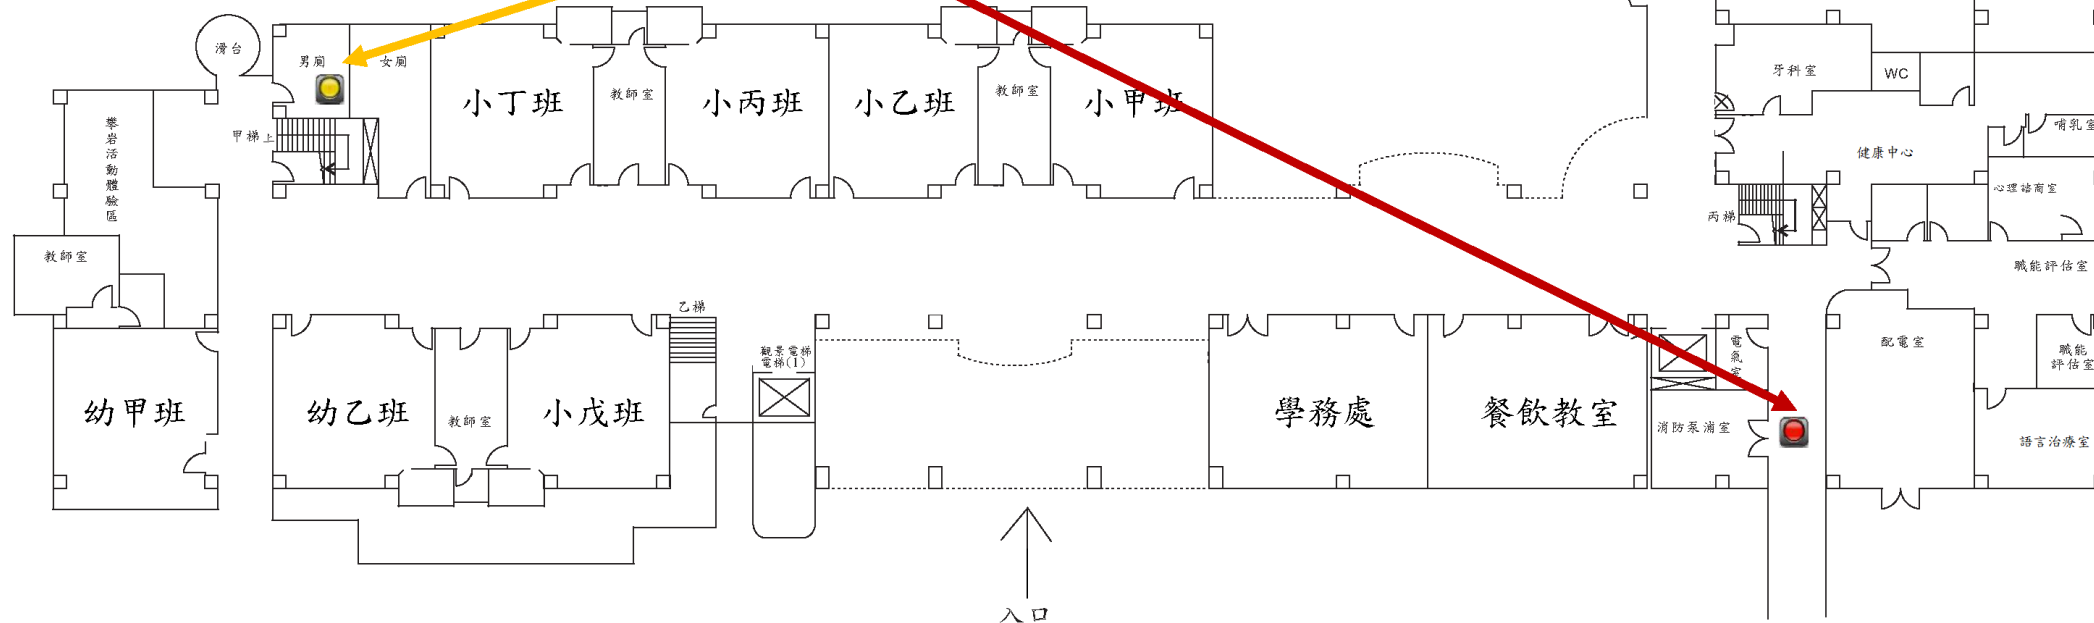 滑台
男廁
女廁
小丁班
教師室
小丙班
小乙班
教師室
小甲班
牙科室
WC
攀岩活動體驗區
甲梯
上
健康中心
哺乳室
心理諮商室
丙梯
教師室
職能評估室
乙梯
觀景電梯
電梯(1)
電氣室
配電室
職能
評估室
幼甲班
幼乙班
教師室
小戊班
學務處
餐飲教室
消防泵浦室
語言治療室
入口